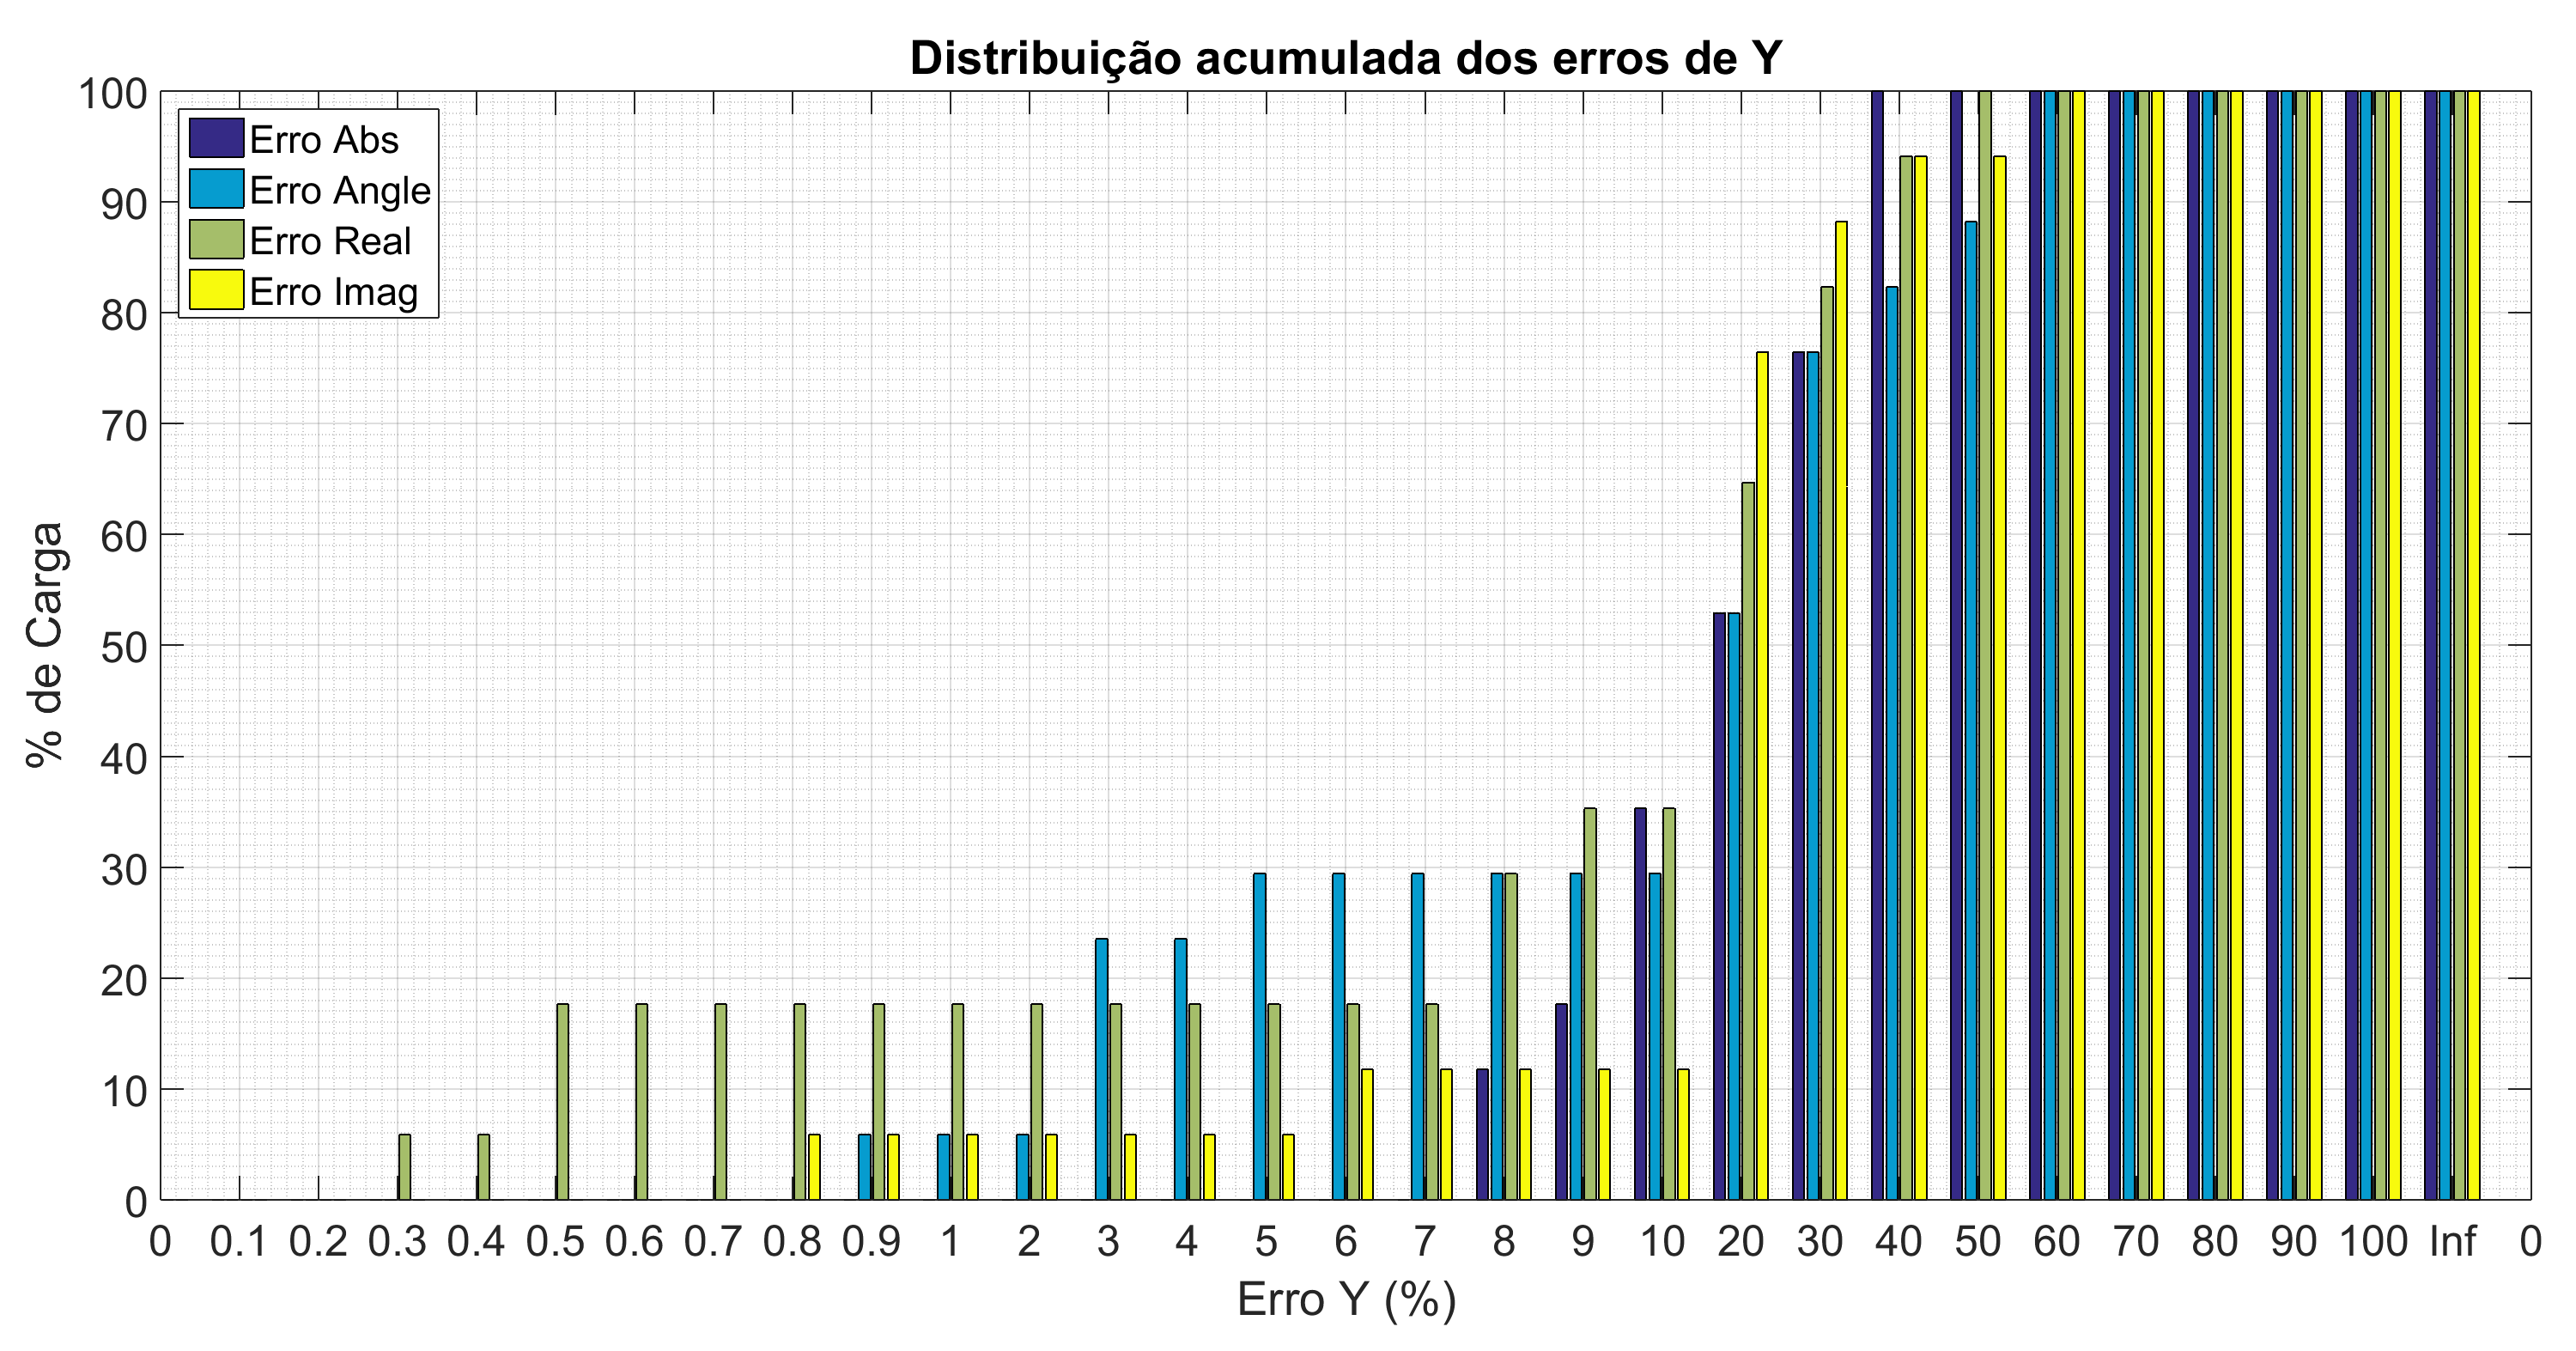 Distribuição acumulada dos erros de Y
100
90
80
70
60
50
40
30
20
10
0
% de Carga
Erro Abs
Erro Angle
Erro Real
Erro Imag
0 0.1 0.2 0.3 0.4 0.5 0.6 0.7 0.8 0.9 1 2 3 4 5 6 7 8 9 10 20 30 40 50 60 70 80 90 100 Inf 0
Erro Y (%)